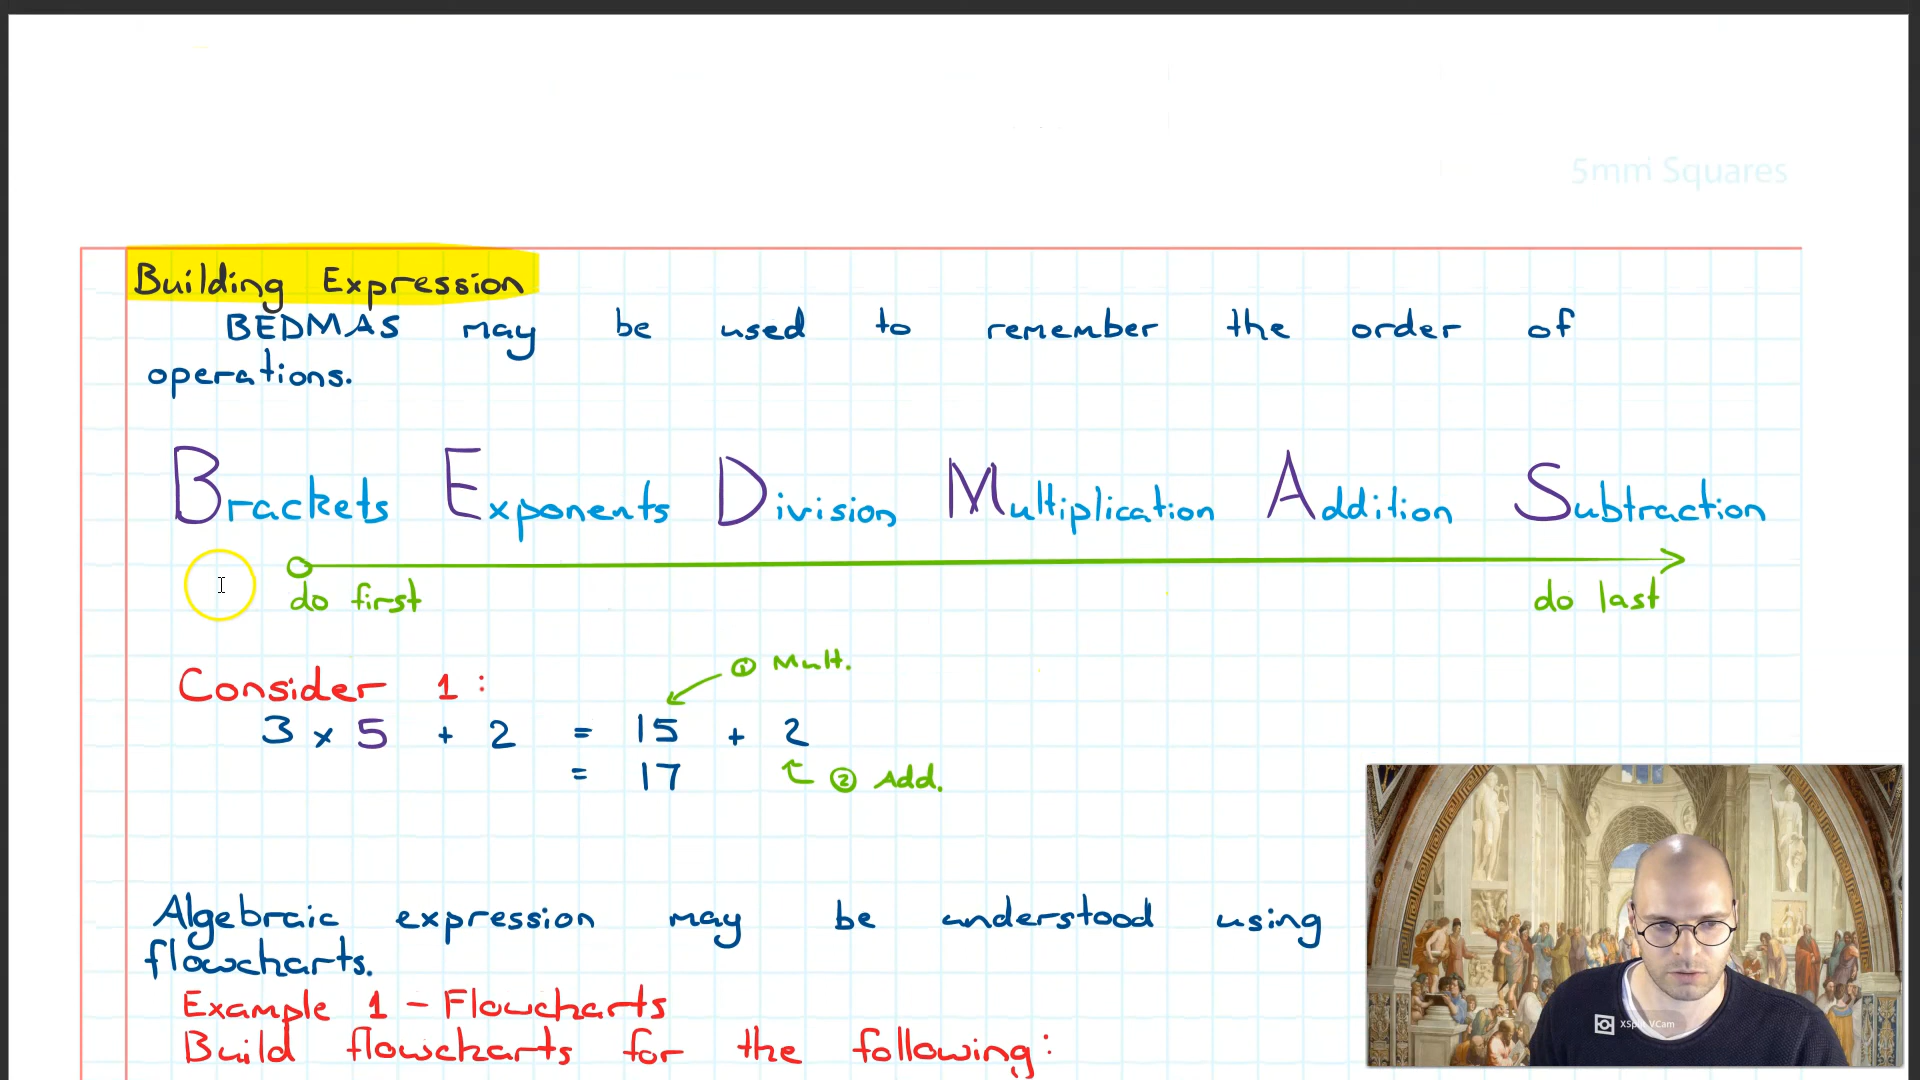 5mm Squares
Building Expression
BEDMAS may be used to remember the order of
operations.
Brackets Exponents Division Multiplication Addition Subtraction
do first do last
Consider 1:
① Mult.
3 × 5 + 2 = 15 + 2
= 17 ② Add.
Algebraic expression may be understood using
flowcharts.
Example 1 - Flowcharts
Build flowcharts for the following:
XSplit VCam